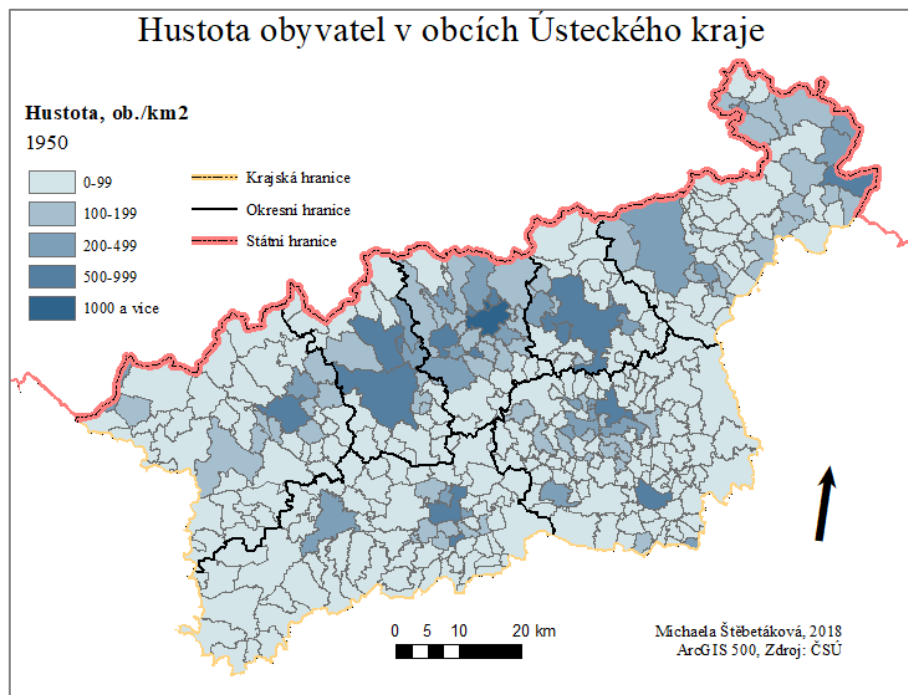 Hustota obyvatel v obcích Ústeckého kraje
Hustota, ob./km2
1950
0-99
100-199
200-499
500-999
1000 a více
Krajská hranice
Okresní hranice
Státní hranice
0 5 10 20 km
Michaela Štěbetáková, 2018
ArcGIS 500, Zdroj: ČSÚ